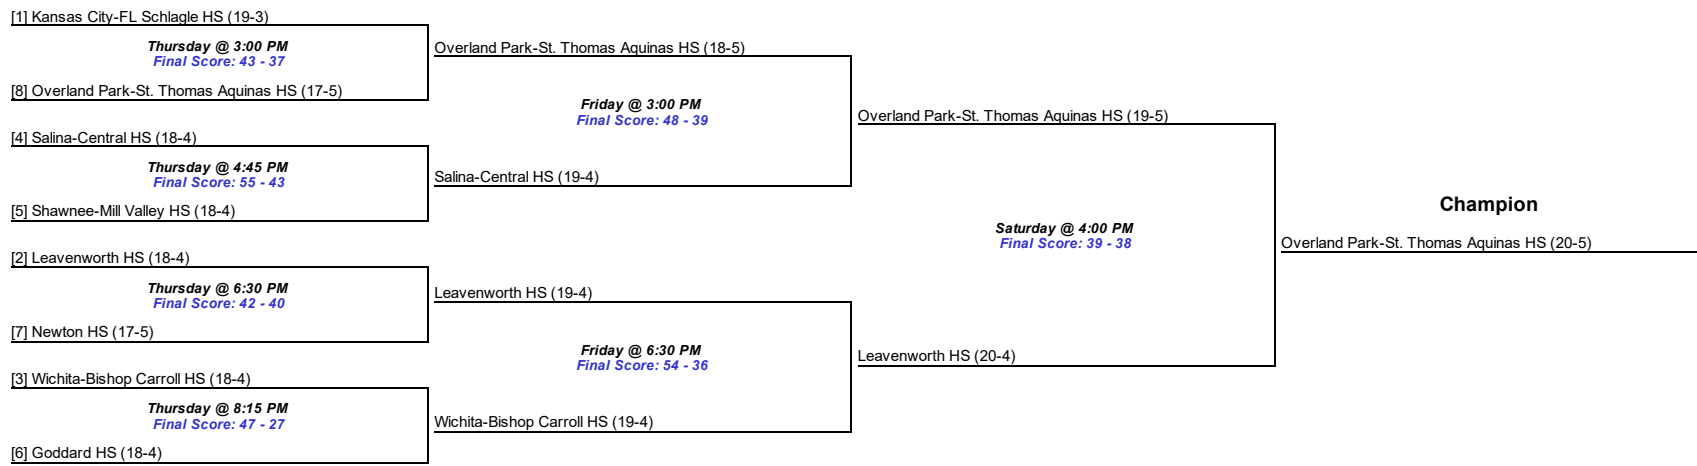 [1] Kansas City-FL Schlagle HS (19-3)
Thursday @ 3:00 PM
Final Score: 43 - 37
[8] Overland Park-St. Thomas Aquinas HS (17-5)
[4] Salina-Central HS (18-4)
Thursday @ 4:45 PM
Final Score: 55 - 43
[5] Shawnee-Mill Valley HS (18-4)
[2] Leavenworth HS (18-4)
Thursday @ 6:30 PM
Final Score: 42 - 40
[7] Newton HS (17-5)
[3] Wichita-Bishop Carroll HS (18-4)
Thursday @ 8:15 PM
Final Score: 47 - 27
[6] Goddard HS (18-4)
Overland Park-St. Thomas Aquinas HS (18-5)
Friday @ 3:00 PM
Final Score: 48 - 39
Salina-Central HS (19-4)
Leavenworth HS (19-4)
Friday @ 6:30 PM
Final Score: 54 - 36
Wichita-Bishop Carroll HS (19-4)
Overland Park-St. Thomas Aquinas HS (19-5)
Saturday @ 4:00 PM
Final Score: 39 - 38
Leavenworth HS (20-4)
Champion
Overland Park-St. Thomas Aquinas HS (20-5)